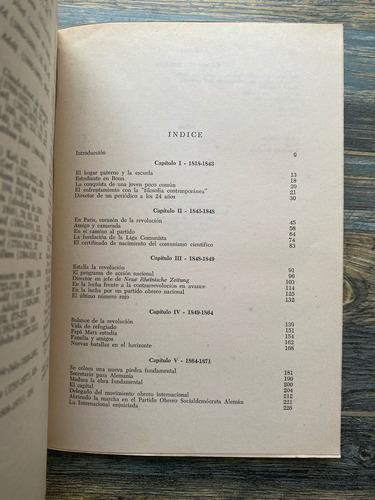 INDICE
Introducción 9
Capítulo I - 1818-1843
El hogar paterno y la escuela 13
Estudiante en Bonn 18
La conquista de una joven poco común 20
El enfrentamiento con la "filosofía contemporánea" 21
Director de un periódico a los 24 años 30
Capítulo II - 1843-1848
En París, corazón de la revolución 45
Amigo y camarada 58
En el camino al partido 64
La fundación de la Liga Comunista 74
El certificado de nacimiento del comunismo científico 83
Capítulo III - 1848-1849
Estalla la revolución 91
El programa de acción nacional 96
Director en jefe de Neue Rheinische Zeitung 103
En la lucha frente a la contrarrevolución en avance 114
En la lucha por un partido obrero nacional 125
El último número rojo 132
Capítulo IV - 1849-1864
Balance de la revolución 139
Vida de refugiado 151
Papá Marx estudia 154
Familia y amigos 162
Nuevas batallas en el horizonte 168
Capítulo V - 1864-1871
Se coloca una nueva piedra fundamental 181
Secretario para Alemania 190
Madura la obra fundamental 200
El capital 204
Delegado del movimiento obrero internacional 212
Abriendo la marcha en el Partido Obrero Socialdemócrata Alemán 221
La Internacional enjuiciada 226